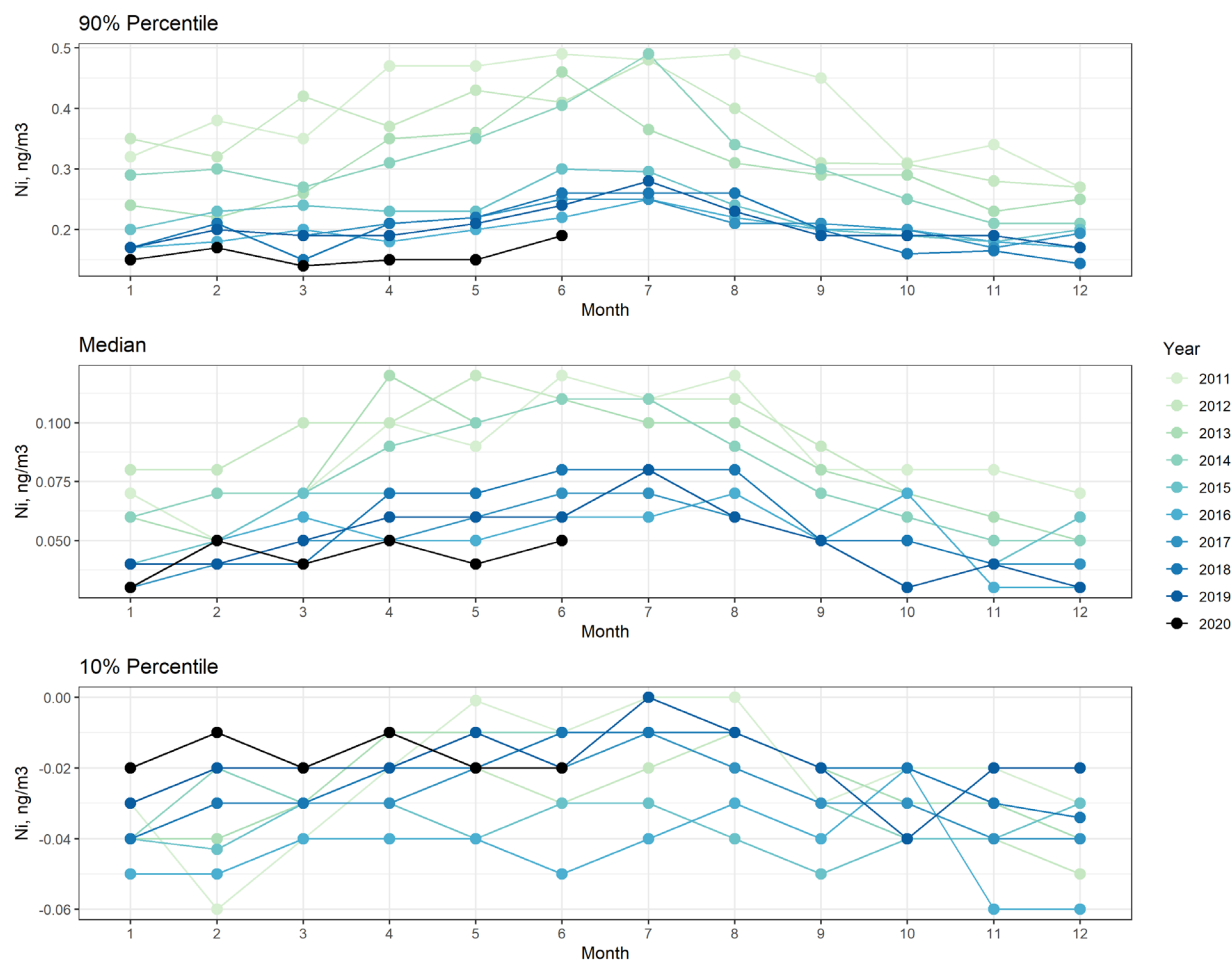 90% Percentile
0.5
0.4
0.3
0.2
Ni, ng/m3
1 2 3 4 5 6 7 8 9 10 11 12
Month
Median
0.100
0.075
0.050
Ni, ng/m3
1 2 3 4 5 6 7 8 9 10 11 12
Month
10% Percentile
0.00
-0.02
-0.04
-0.06
Ni, ng/m3
1 2 3 4 5 6 7 8 9 10 11 12
Month
Year
2011
2012
2013
2014
2015
2016
2017
2018
2019
2020